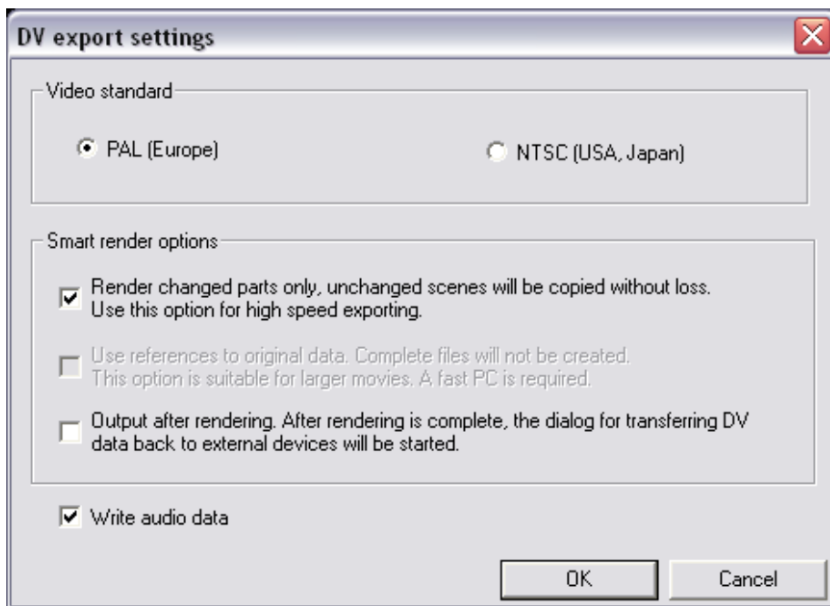 DV export settings
Video standard
PAL (Europe)
NTSC (USA, Japan)
Smart render options
Render changed parts only, unchanged scenes will be copied without loss.
Use this option for high speed exporting.
Use references to original data. Complete files will not be created.
This option is suitable for larger movies. A fast PC is required.
Output after rendering. After rendering is complete, the dialog for transferring DV
data back to external devices will be started.
Write audio data
OK
Cancel